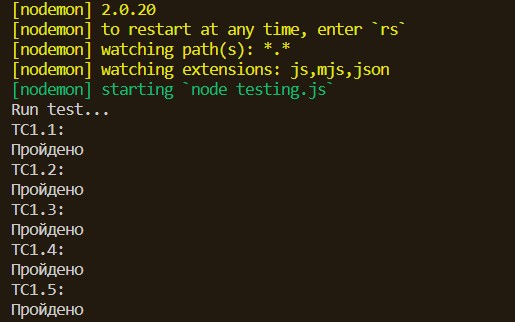 [nodemon] 2.0.20
[nodemon] to restart at any time, enter `rs`
[nodemon] watching path(s): *.*
[nodemon] watching extensions: js,mjs,json
[nodemon] starting `node testing.js`
Run test...
TC1.1:
Пройдено
TC1.2:
Пройдено
TC1.3:
Пройдено
TC1.4:
Пройдено
TC1.5:
Пройдено